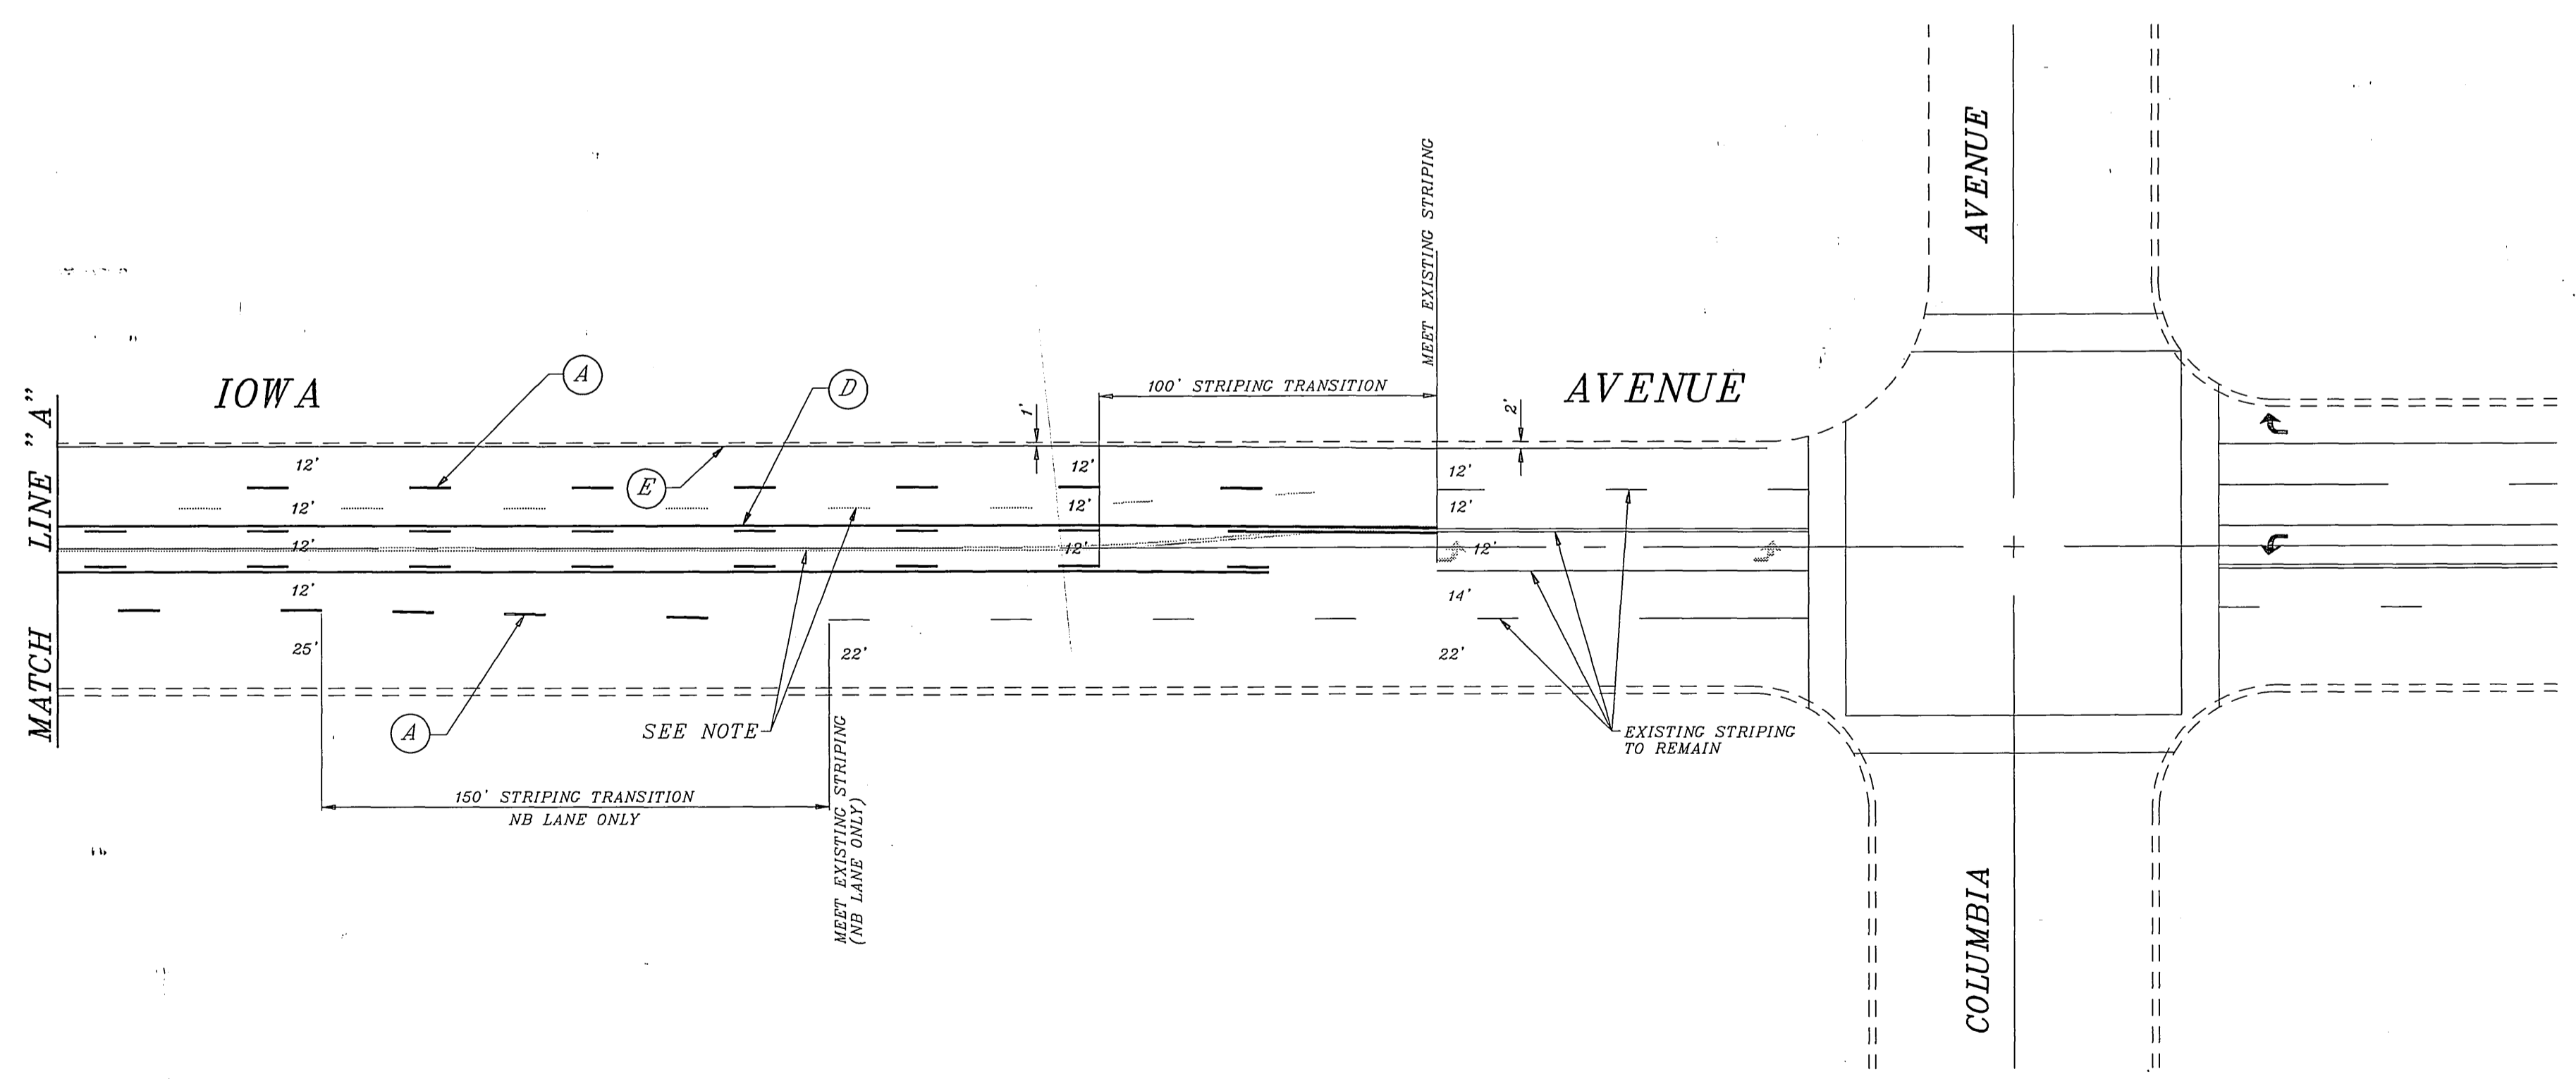 MATCH LINE "A"
IOWA
A
D
E
1'
100' STRIPING TRANSITION
MEET EXISTING STRIPING
2'
AVENUE
AVENUE
12'
12'
12'
12'
12'
12'
12'
12'
12'
12'
12'
14'
25'
22'
22'
A
SEE NOTE
EXISTING STRIPING
TO REMAIN
150' STRIPING TRANSITION
NB LANE ONLY
MEET EXISTING STRIPING
(NB LANE ONLY)
COLUMBIA